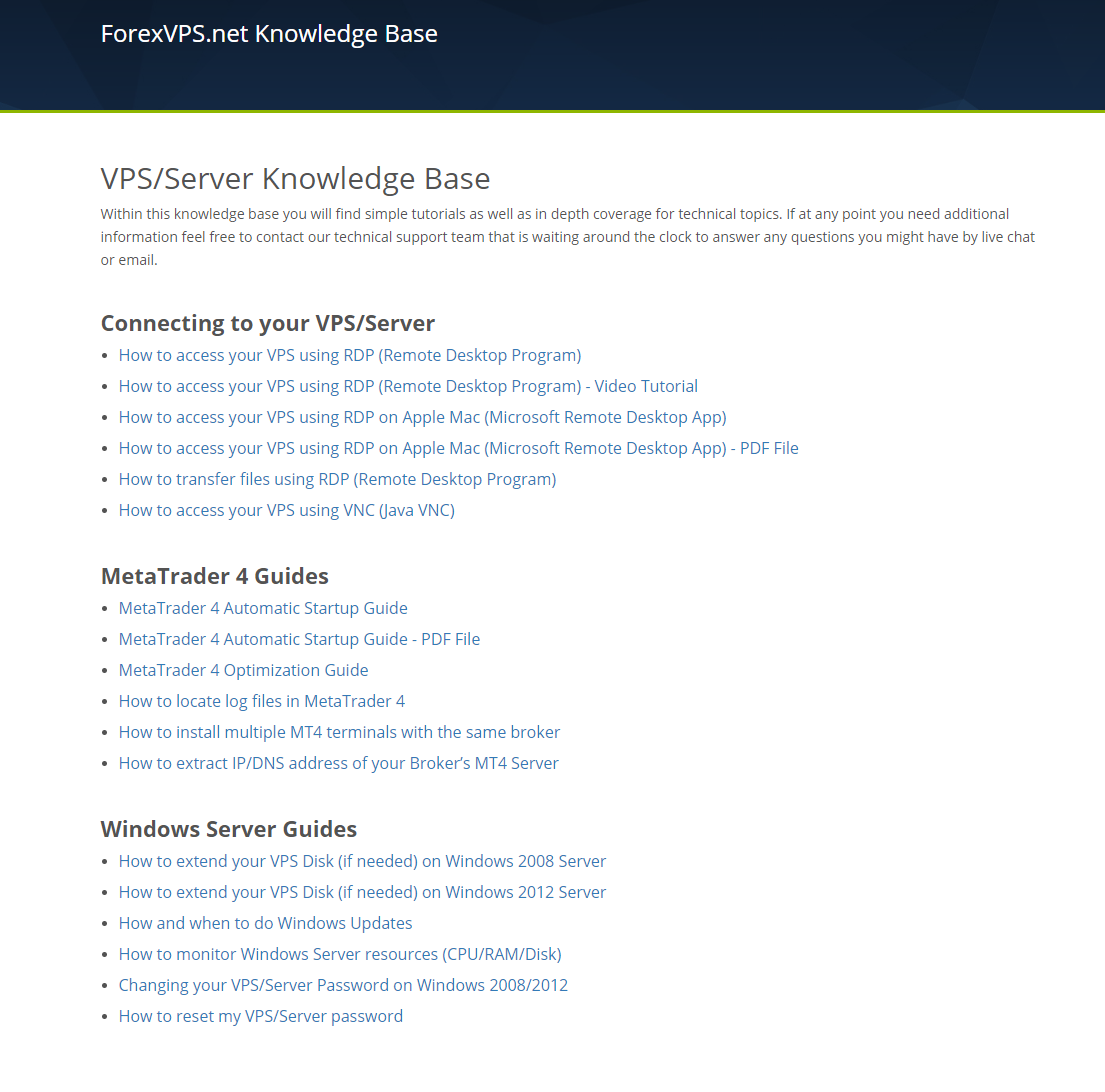 ForexVPS.net Knowledge Base
VPS/Server Knowledge Base
Within this knowledge base you will find simple tutorials as well as in depth coverage for technical topics. If at any point you need additional
information feel free to contact our technical support team that is waiting around the clock to answer any questions you might have by live chat
or email.
Connecting to your VPS/Server
• How to access your VPS using RDP (Remote Desktop Program)
• How to access your VPS using RDP (Remote Desktop Program) - Video Tutorial
• How to access your VPS using RDP on Apple Mac (Microsoft Remote Desktop App)
• How to access your VPS using RDP on Apple Mac (Microsoft Remote Desktop App) - PDF File
• How to transfer files using RDP (Remote Desktop Program)
• How to access your VPS using VNC (Java VNC)
MetaTrader 4 Guides
• MetaTrader 4 Automatic Startup Guide
• MetaTrader 4 Automatic Startup Guide - PDF File
• MetaTrader 4 Optimization Guide
• How to locate log files in MetaTrader 4
• How to install multiple MT4 terminals with the same broker
• How to extract IP/DNS address of your Broker’s MT4 Server
Windows Server Guides
• How to extend your VPS Disk (if needed) on Windows 2008 Server
• How to extend your VPS Disk (if needed) on Windows 2012 Server
• How and when to do Windows Updates
• How to monitor Windows Server resources (CPU/RAM/Disk)
• Changing your VPS/Server Password on Windows 2008/2012
• How to reset my VPS/Server password